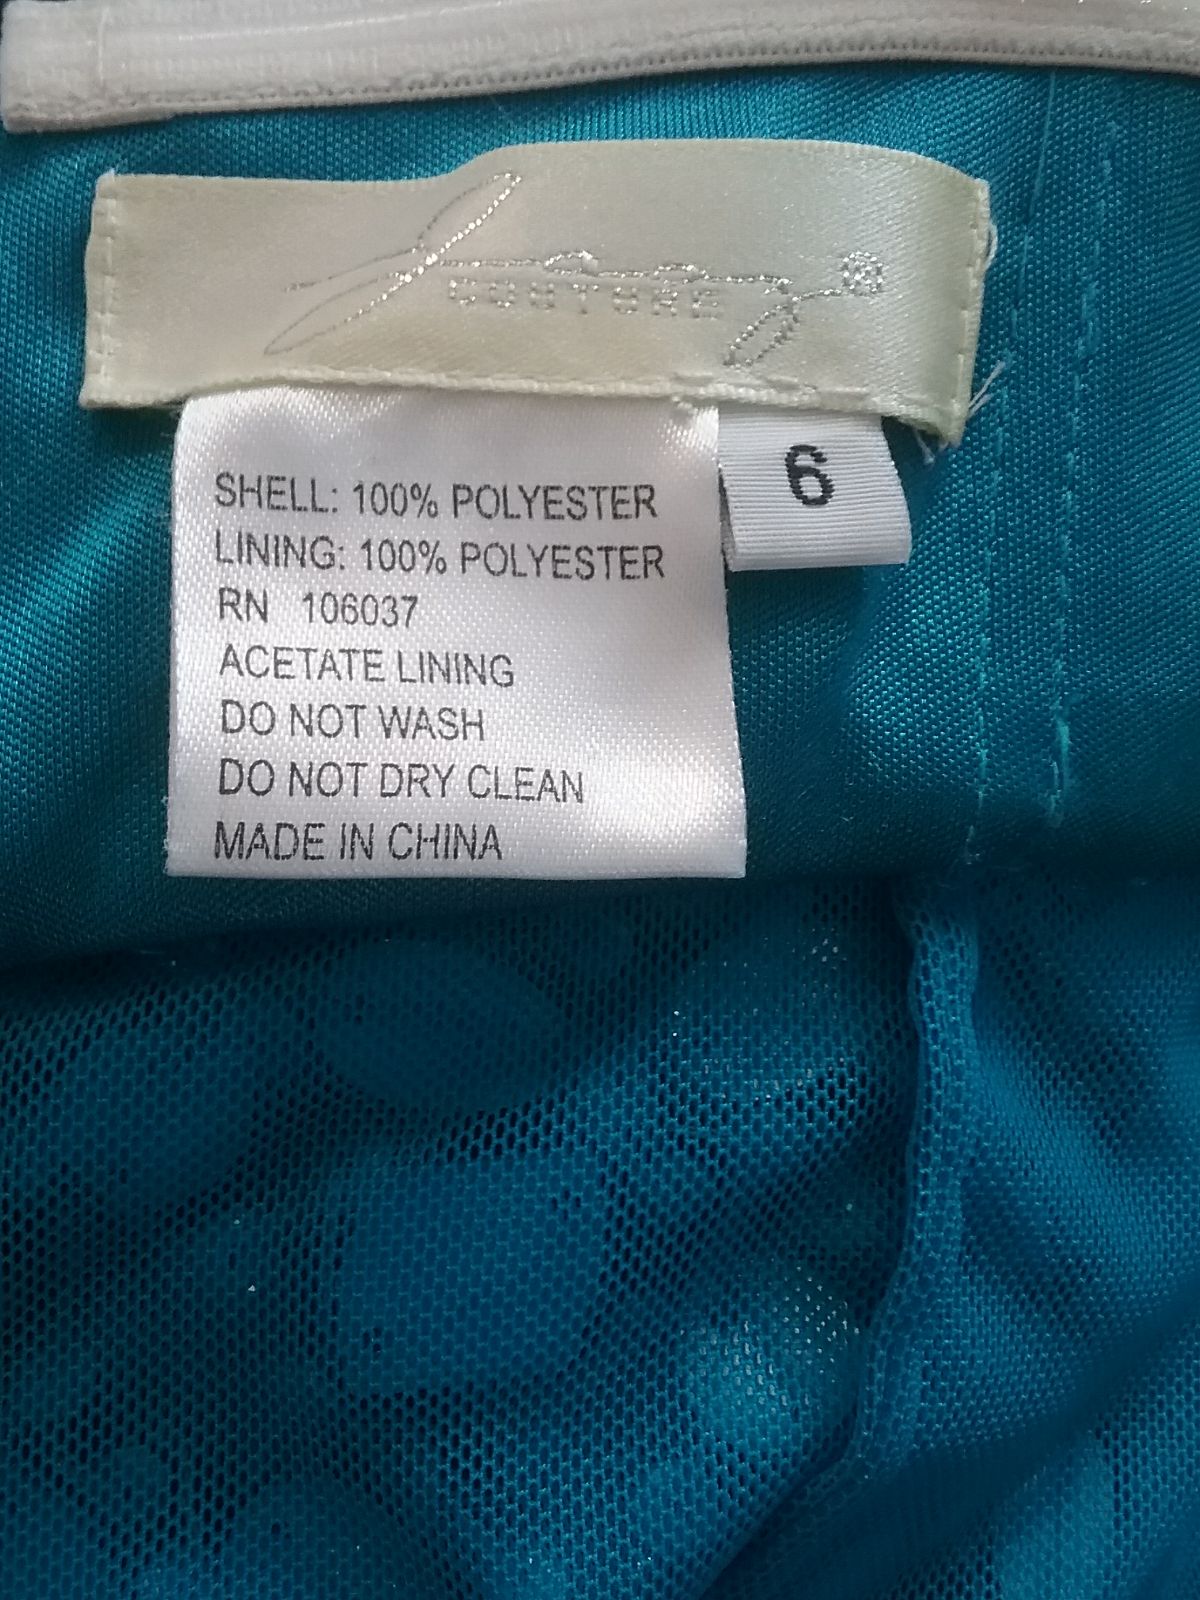 Jeanz®
COUTURE
6
SHELL: 100% POLYESTER
LINING: 100% POLYESTER
RN 106037
ACETATE LINING
DO NOT WASH
DO NOT DRY CLEAN
MADE IN CHINA